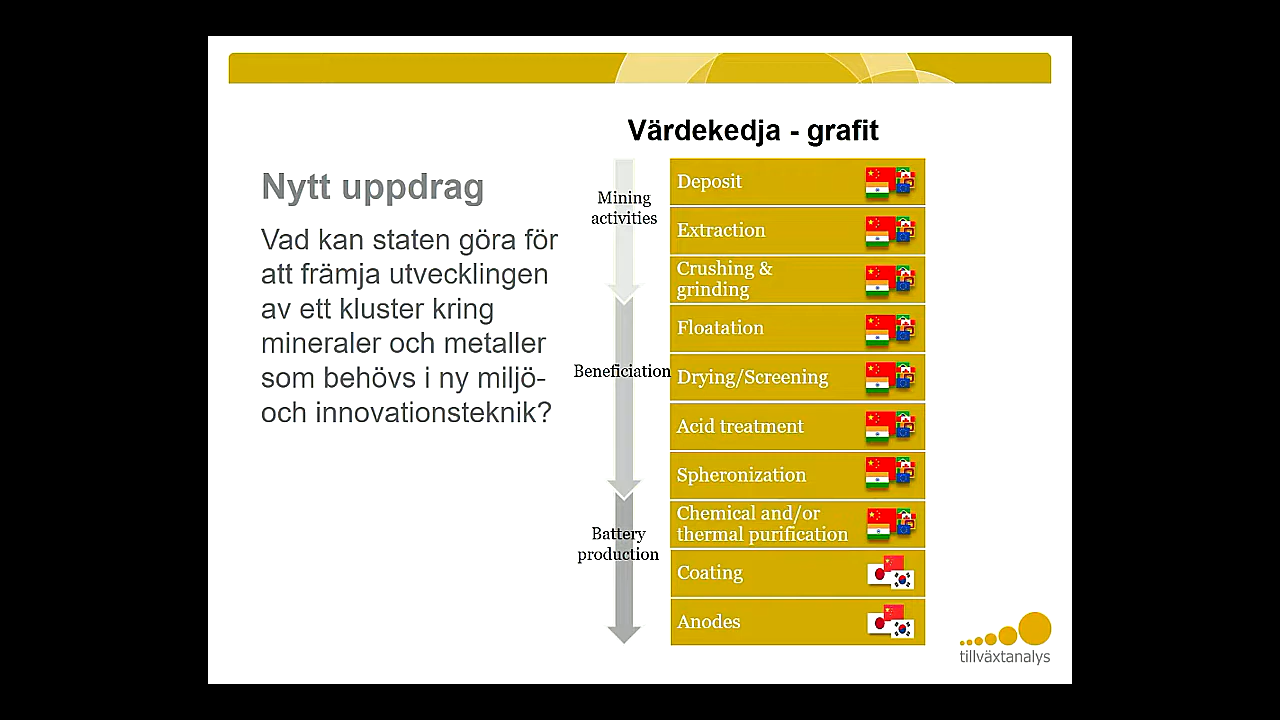 Värdekedja - grafit
Nytt uppdrag
Vad kan staten göra för
att främja utvecklingen
av ett kluster kring
mineraler och metaller
som behövs i ny miljö-
och innovationsteknik?
Mining
activities
Beneficiation
Battery
production
Deposit
Extraction
Crushing &
grinding
Floatation
Drying/Screening
Acid treatment
Spheronization
Chemical and/or
thermal purification
Coating
Anodes
tillväxtanalys